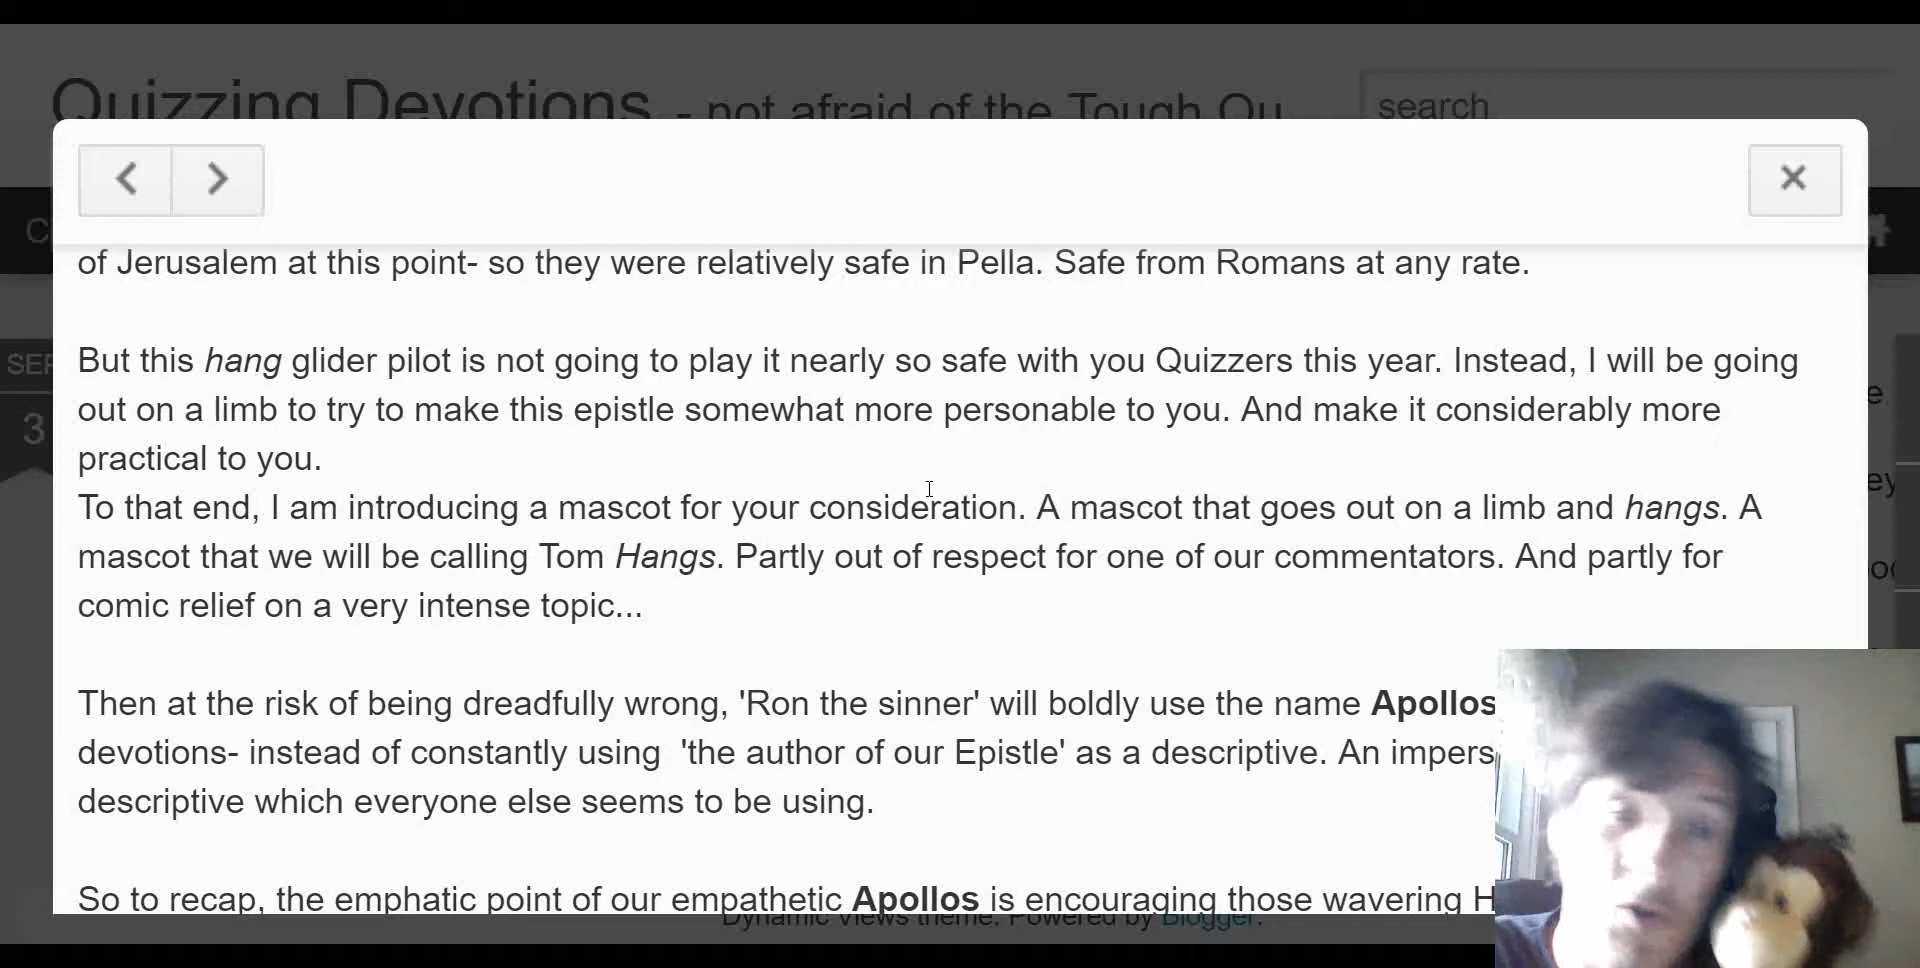 Quizzing Devotions - not afraid of the Tough Qu
search
of Jerusalem at this point- so they were relatively safe in Pella. Safe from Romans at any rate.
But this hang glider pilot is not going to play it nearly so safe with you Quizzers this year. Instead, I will be going
out on a limb to try to make this epistle somewhat more personable to you. And make it considerably more
practical to you.
To that end, I am introducing a mascot for your consideration. A mascot that goes out on a limb and hangs. A
mascot that we will be calling Tom Hangs. Partly out of respect for one of our commentators. And partly for
comic relief on a very intense topic...
Then at the risk of being dreadfully wrong, 'Ron the sinner' will boldly use the name Apollos
devotions- instead of constantly using 'the author of our Epistle' as a descriptive. An impers
descriptive which everyone else seems to be using.
So to recap, the emphatic point of our empathetic Apollos is encouraging those wavering H
Dynamic Views theme. Powered by Blogger.
SEP
3